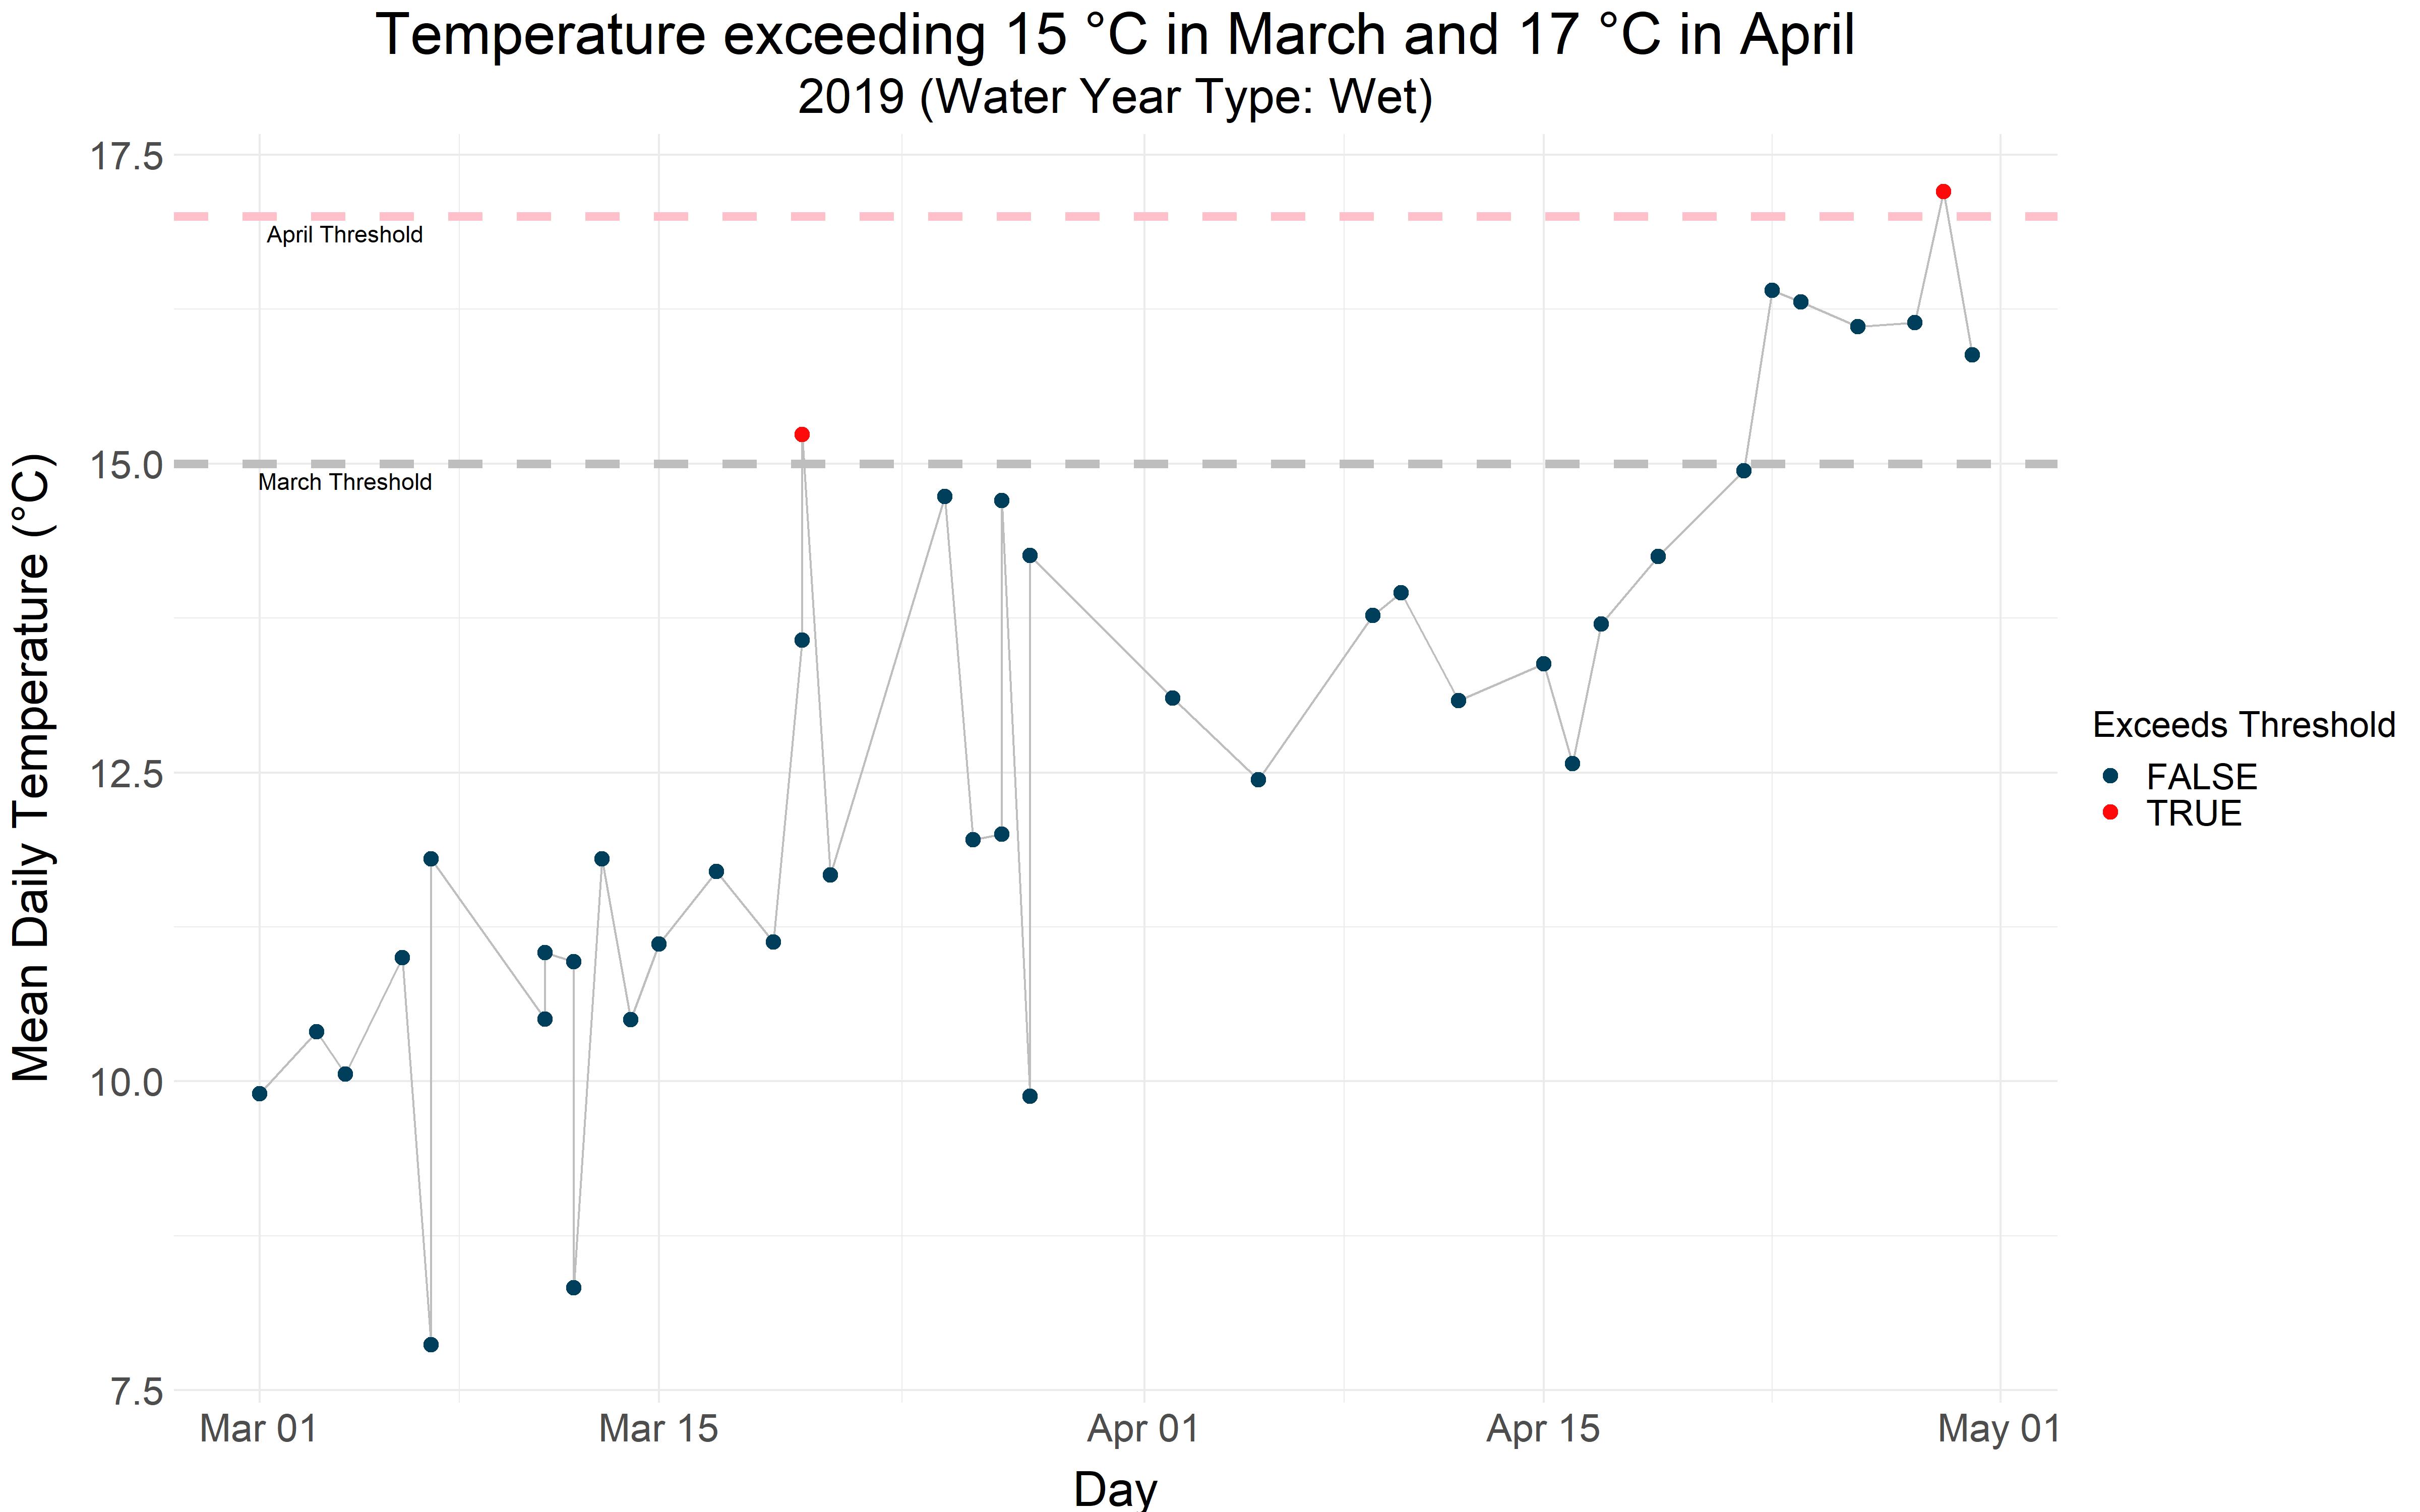 Temperature exceeding 15 °C in March and 17 °C in April
2019 (Water Year Type: Wet)
Mean Daily Temperature (°C)
17.5
15.0
12.5
10.0
7.5
April Threshold
March Threshold
Exceeds Threshold
FALSE
TRUE
Mar 01
Mar 15
Apr 01
Apr 15
May 01
Day